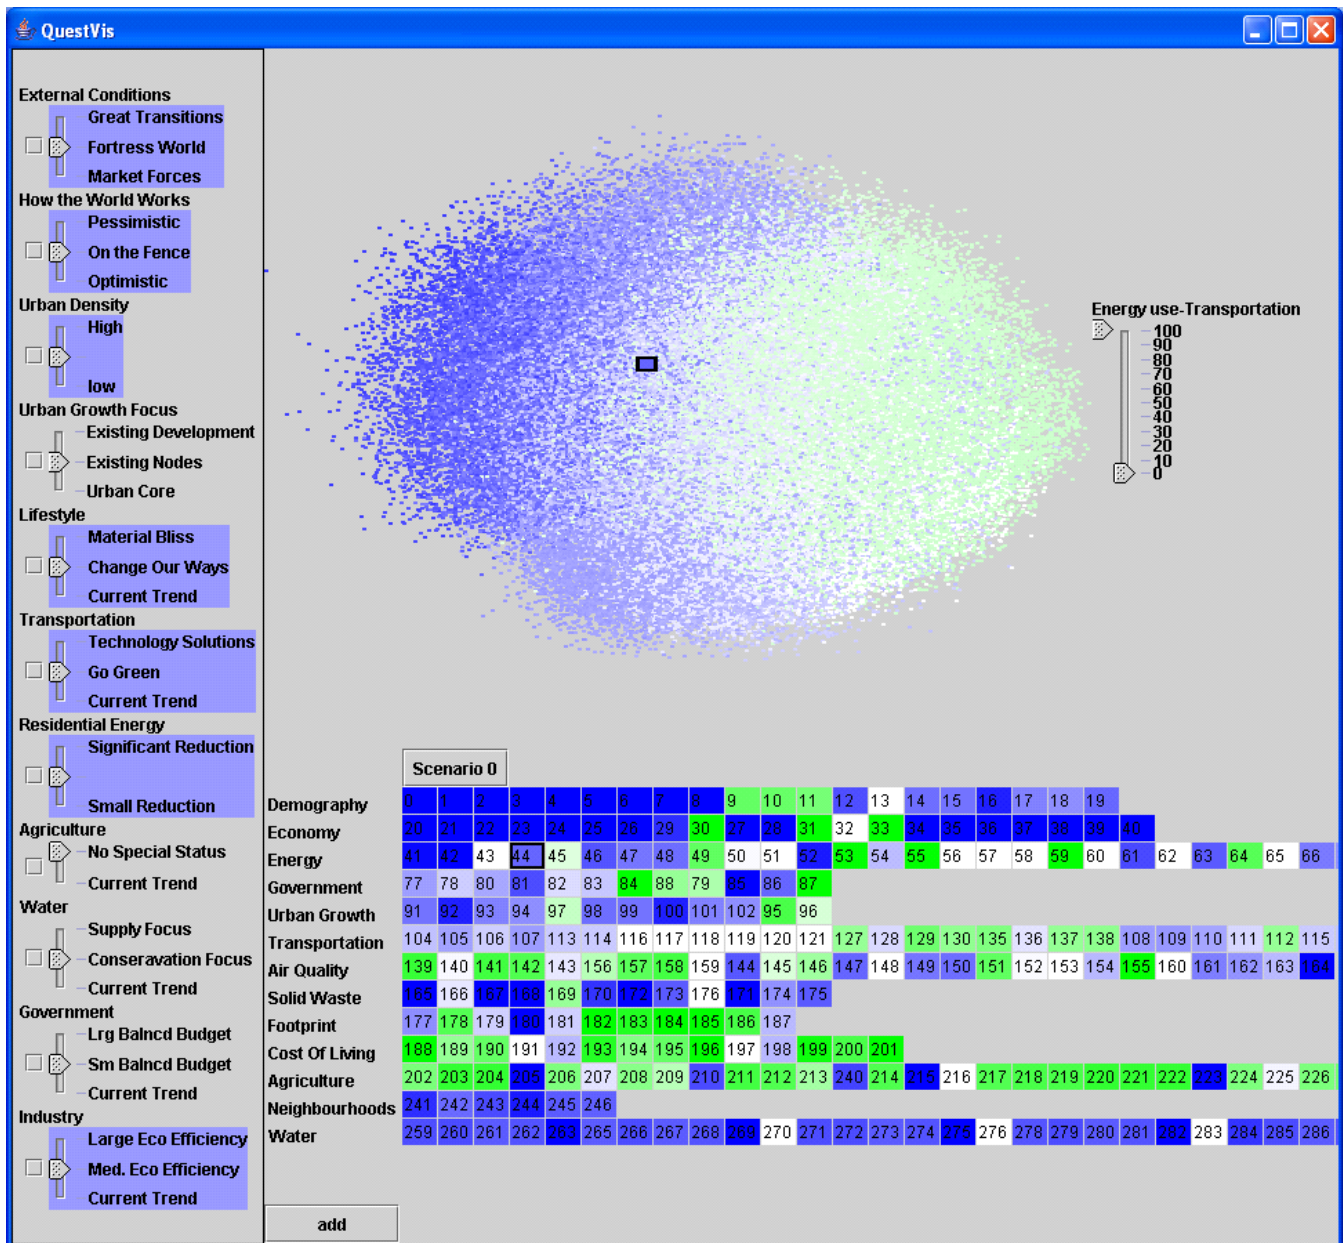 QuestVis
External Conditions
Great Transitions
Fortress World
Market Forces
How the World Works
Pessimistic
On the Fence
Optimistic
Urban Density
High
low
Urban Growth Focus
Existing Development
Existing Nodes
Urban Core
Lifestyle
Material Bliss
Change Our Ways
Current Trend
Transportation
Technology Solutions
Go Green
Current Trend
Residential Energy
Significant Reduction
Small Reduction
Agriculture
No Special Status
Current Trend
Water
Supply Focus
Conseravation Focus
Current Trend
Government
Lrg Balncd Budget
Sm Balncd Budget
Current Trend
Industry
Large Eco Efficiency
Med. Eco Efficiency
Current Trend
Energy use-Transportation
100
90
80
70
60
50
40
30
20
10
0
Scenario 0
Demography 0 1 2 3 4 5 6 7 8 9 10 11 12 13 14 15 16 17 18 19
Economy 20 21 22 23 24 25 26 29 30 27 28 31 32 33 34 35 36 37 38 39 40
Energy 41 42 43 44 45 46 47 48 49 50 51 52 53 54 55 56 57 58 59 60 61 62 63 64 65 66
Government 77 78 80 81 82 83 84 88 79 85 86 87
Urban Growth 91 92 93 94 97 98 99 100 101 102 95 96
Transportation 104 105 106 107 113 114 116 117 118 119 120 121 127 128 129 130 135 136 137 138 108 109 110 111 112 115
Air Quality 139 140 141 142 143 156 157 158 159 144 145 146 147 148 149 150 151 152 153 154 155 160 161 162 163 164
Solid Waste 165 166 167 168 169 170 172 173 176 171 174 175
Footprint 177 178 179 180 181 182 183 184 185 186 187
Cost Of Living 188 189 190 191 192 193 194 195 196 197 198 199 200 201
Agriculture 202 203 204 205 206 207 208 209 210 211 212 213 240 214 215 216 217 218 219 220 221 222 223 224 225 226
Neighbourhoods 241 242 243 244 245 246
Water 259 260 261 262 263 265 266 267 268 269 270 271 272 273 274 275 276 278 279 280 281 282 283 284 285 286
add